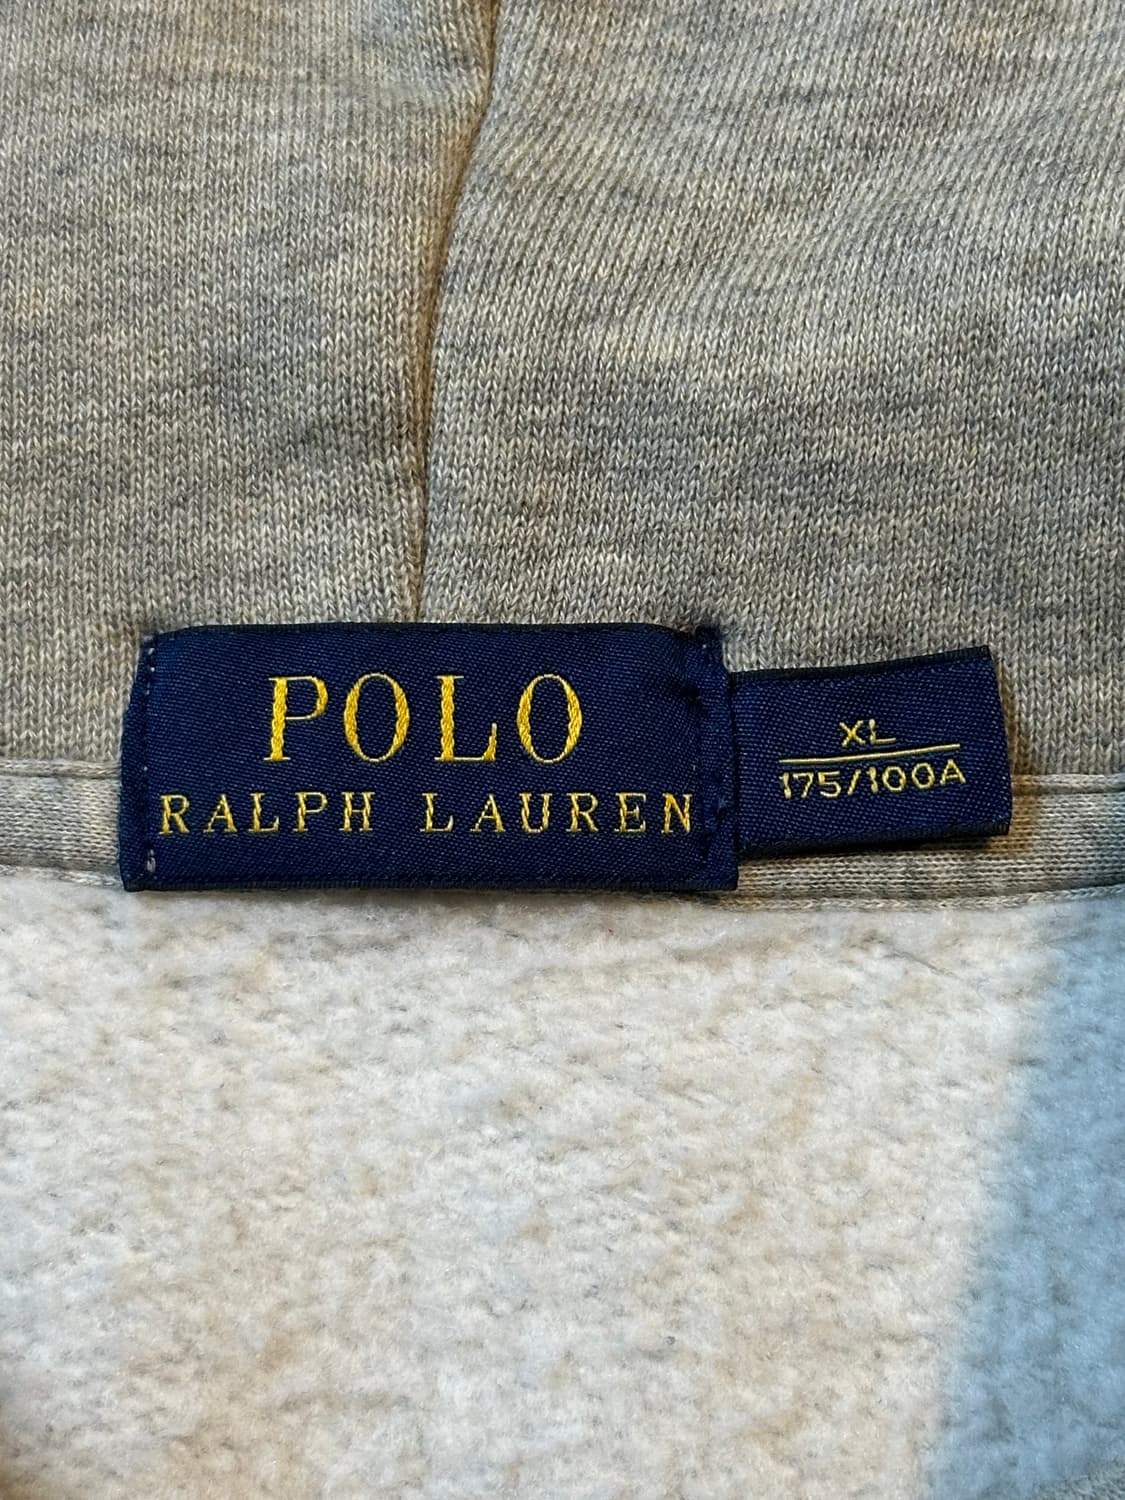 POLO
RALPH LAUREN
XL
175/100A